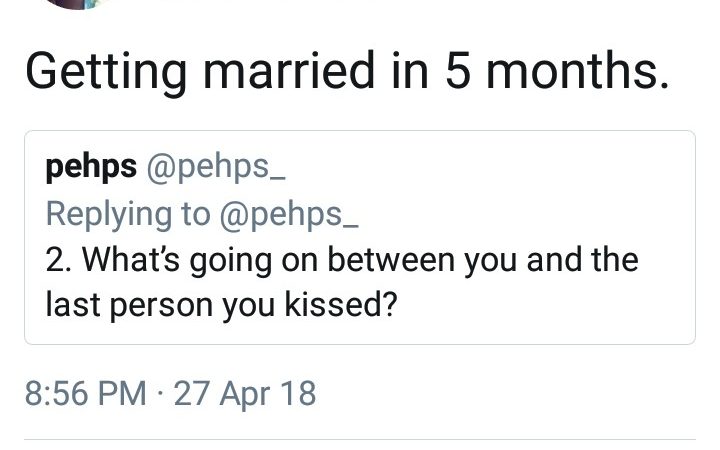 Getting married in 5 months.
pehps @pehps_
Replying to @pehps_
2. What's going on between you and the
last person you kissed?
8:56 PM · 27 Apr 18